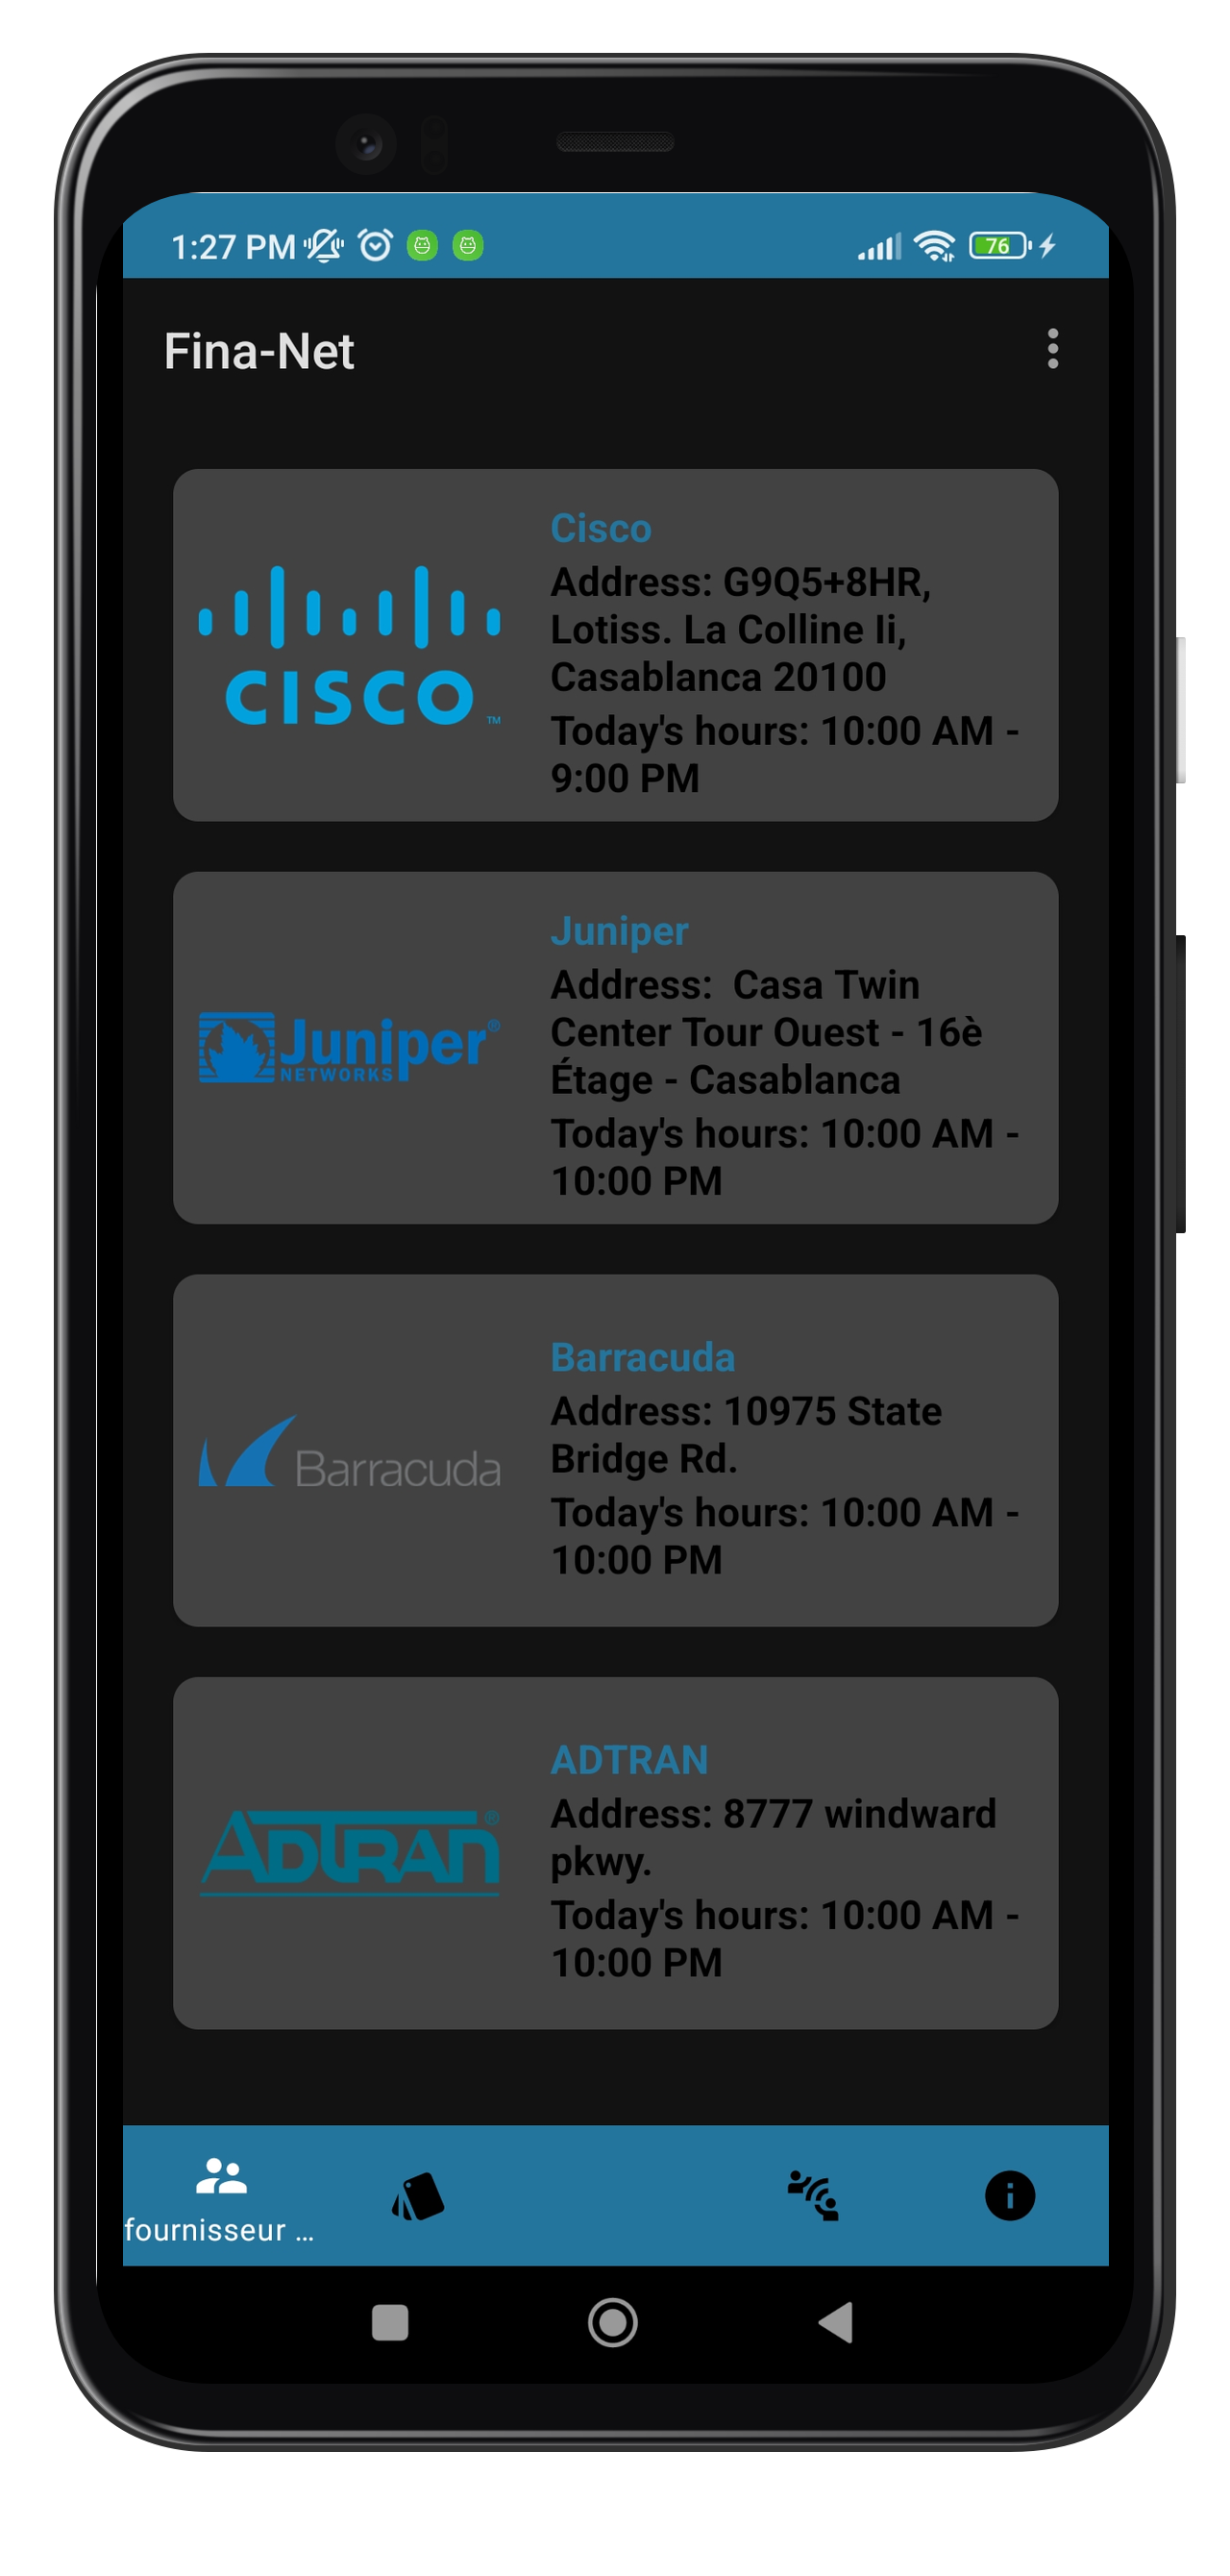 1:27 PM
76
Fina-Net
Cisco
Address: G9Q5+8HR,
Lotiss. La Colline Ii,
Casablanca 20100
Today's hours: 10:00 AM -
9:00 PM
CISCO TM
Juniper
Address:  Casa Twin
Center Tour Ouest - 16è
Étage - Casablanca
Today's hours: 10:00 AM -
10:00 PM
Juniper®
NETWORKS
Barracuda
Address: 10975 State
Bridge Rd.
Today's hours: 10:00 AM -
10:00 PM
Barracuda
ADTRAN
Address: 8777 windward
pkwy.
Today's hours: 10:00 AM -
10:00 PM
ADTRAN®
fournisseur ...